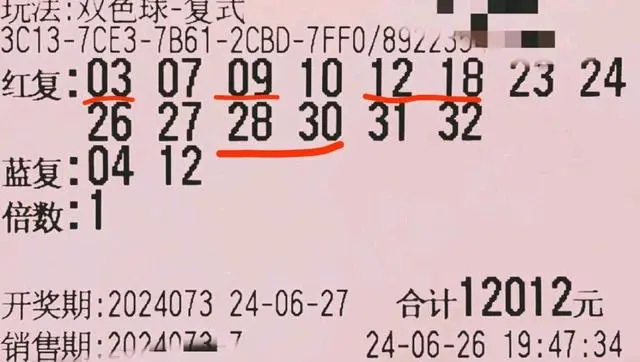 玩法:双色球-复式
3C13-7CE3-7B61-2CBD-7FF0/892235
红复:03 07 09 10 12 18 23 24
26 27 28 30 31 32
蓝复:04 12
倍数:1
开奖期:2024073 24-06-27 合计12012元
销售期:2024073-7 24-06-26 19:47:34